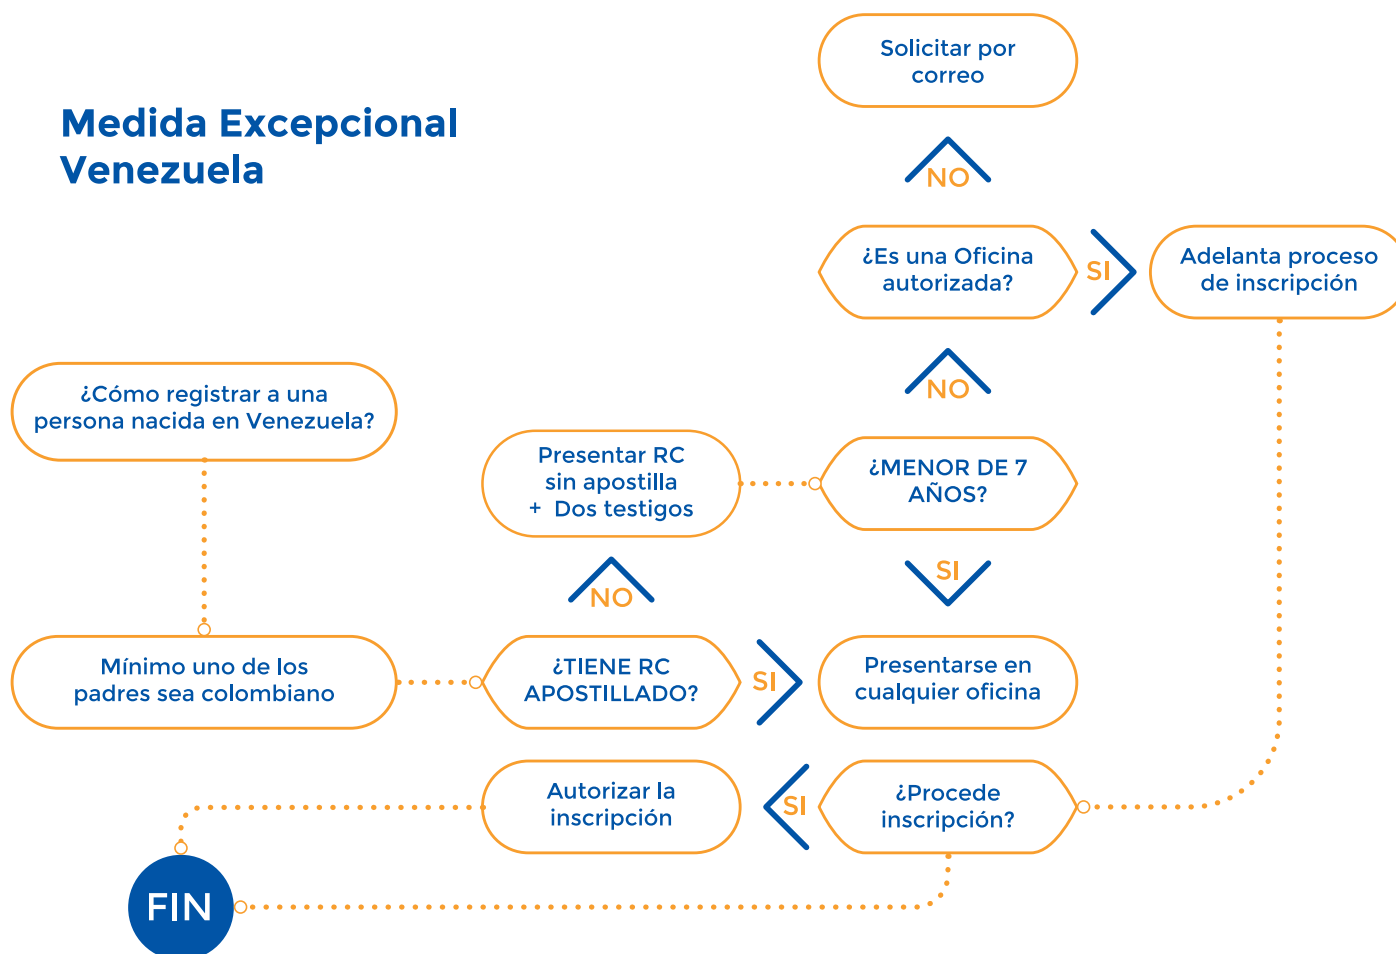 Medida Excepcional
Venezuela
Solicitar por
correo
NO
¿Es una Oficina
autorizada?
SI
Adelanta proceso
de inscripción
NO
¿Cómo registrar a una
persona nacida en Venezuela?
Presentar RC
sin apostilla
+ Dos testigos
¿MENOR DE 7
AÑOS?
NO
SI
Mínimo uno de los
padres sea colombiano
¿TIENE RC
APOSTILLADO?
SI
Presentarse en
cualquier oficina
Autorizar la
inscripción
SI
¿Procede
inscripción?
FIN